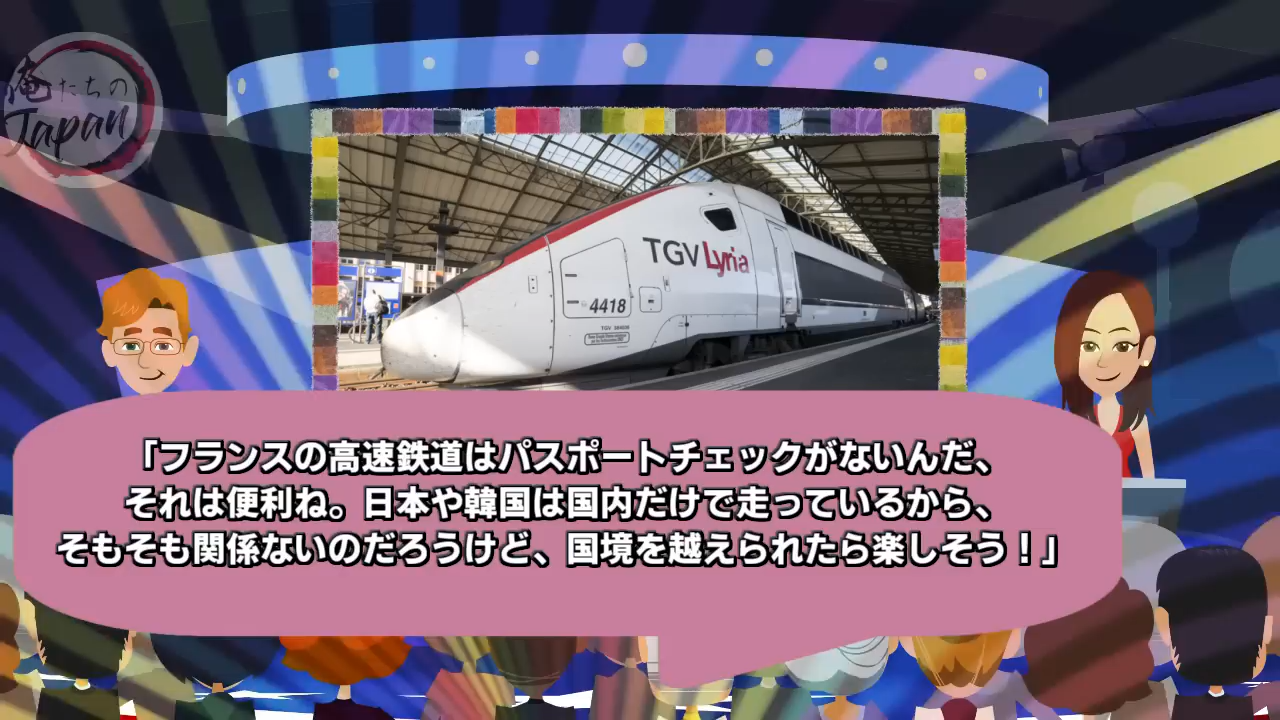 俺たちの
Japan
TGV Lyria
4418
「フランスの高速鉄道はパスポートチェックがないんだ、
それは便利ね。日本や韓国は国内だけで走っているから、
そもそも関係ないのだろうけど、国境を越えられたら楽しそう！」